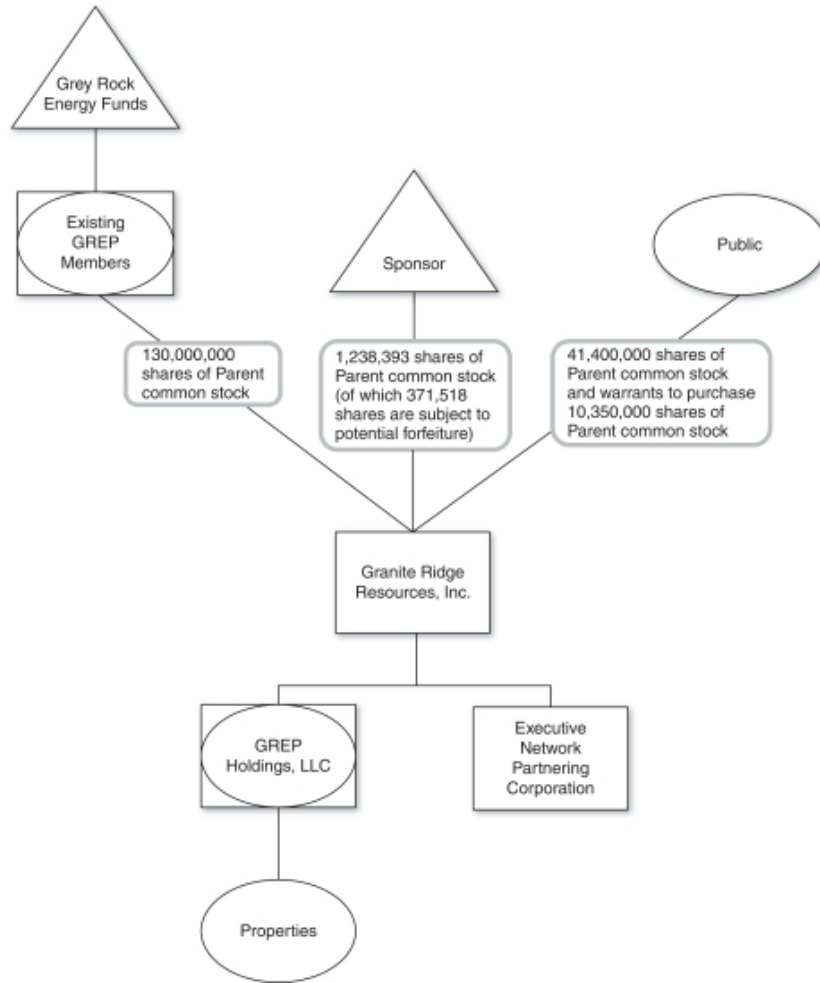 Grey Rock
Energy Funds
Existing
GREP
Members
Sponsor
Public
130,000,000
shares of Parent
common stock
1,238,393 shares of
Parent common stock
(of which 371,518
shares are subject to
potential forfeiture)
41,400,000 shares of
Parent common stock
and warrants to purchase
10,350,000 shares of
Parent common stock
Granite Ridge
Resources, Inc.
GREP
Holdings, LLC
Executive
Network
Partnering
Corporation
Properties